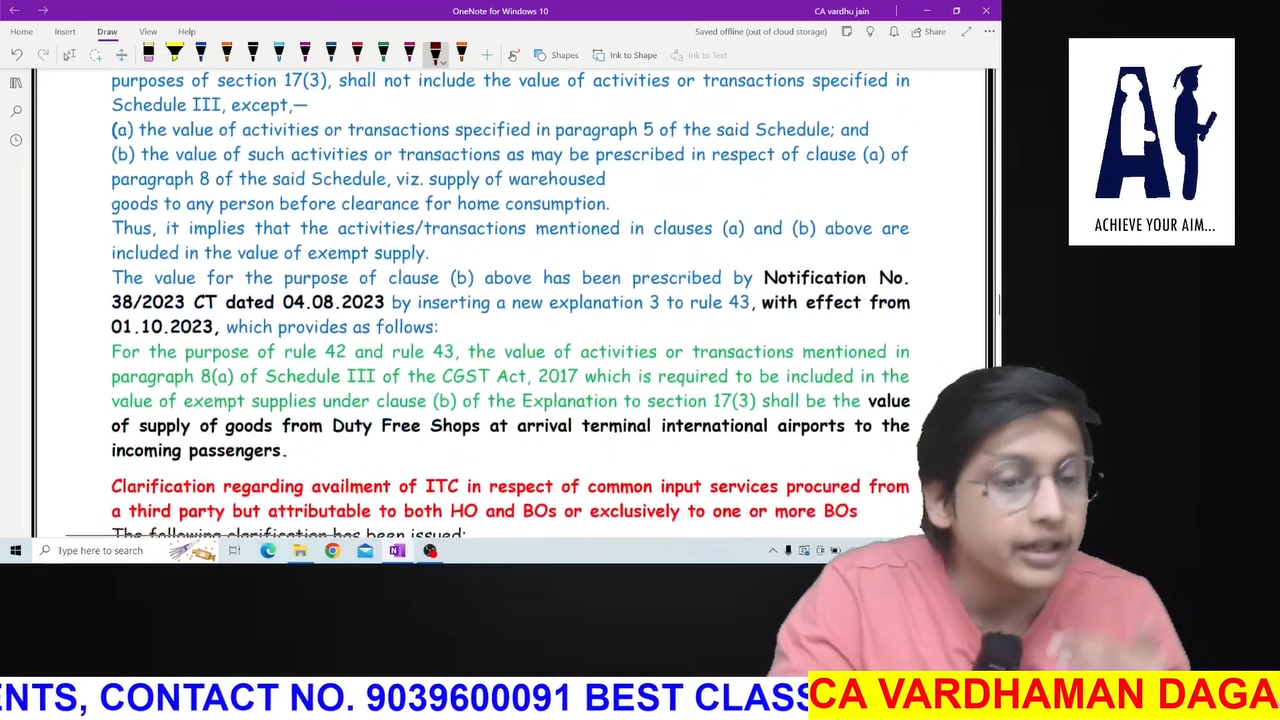 OneNote for Windows 10
CA vardhu jain
Home Insert Draw View Help
Saved offline (out of cloud storage)
Share
Shapes
Ink to Shape
Ink to Text
purposes of section 17(3), shall not include the value of activities or transactions specified in
Schedule III, except,—
(a) the value of activities or transactions specified in paragraph 5 of the said Schedule; and
(b) the value of such activities or transactions as may be prescribed in respect of clause (a) of
paragraph 8 of the said Schedule, viz. supply of warehoused
goods to any person before clearance for home consumption.
Thus, it implies that the activities/transactions mentioned in clauses (a) and (b) above are
included in the value of exempt supply.
The value for the purpose of clause (b) above has been prescribed by Notification No.
38/2023 CT dated 04.08.2023 by inserting a new explanation 3 to rule 43, with effect from
01.10.2023, which provides as follows:
For the purpose of rule 42 and rule 43, the value of activities or transactions mentioned in
paragraph 8(a) of Schedule III of the CGST Act, 2017 which is required to be included in the
value of exempt supplies under clause (b) of the Explanation to section 17(3) shall be the value
of supply of goods from Duty Free Shops at arrival terminal international airports to the
incoming passengers.
Clarification regarding availment of ITC in respect of common input services procured from
a third party but attributable to both HO and BOs or exclusively to one or more BOs
The following clarification has been issued:
Type here to search
AI
ACHIEVE YOUR AIM...
ENTS, CONTACT NO. 9039600091 BEST CLASS
CA VARDHAMAN DAGA